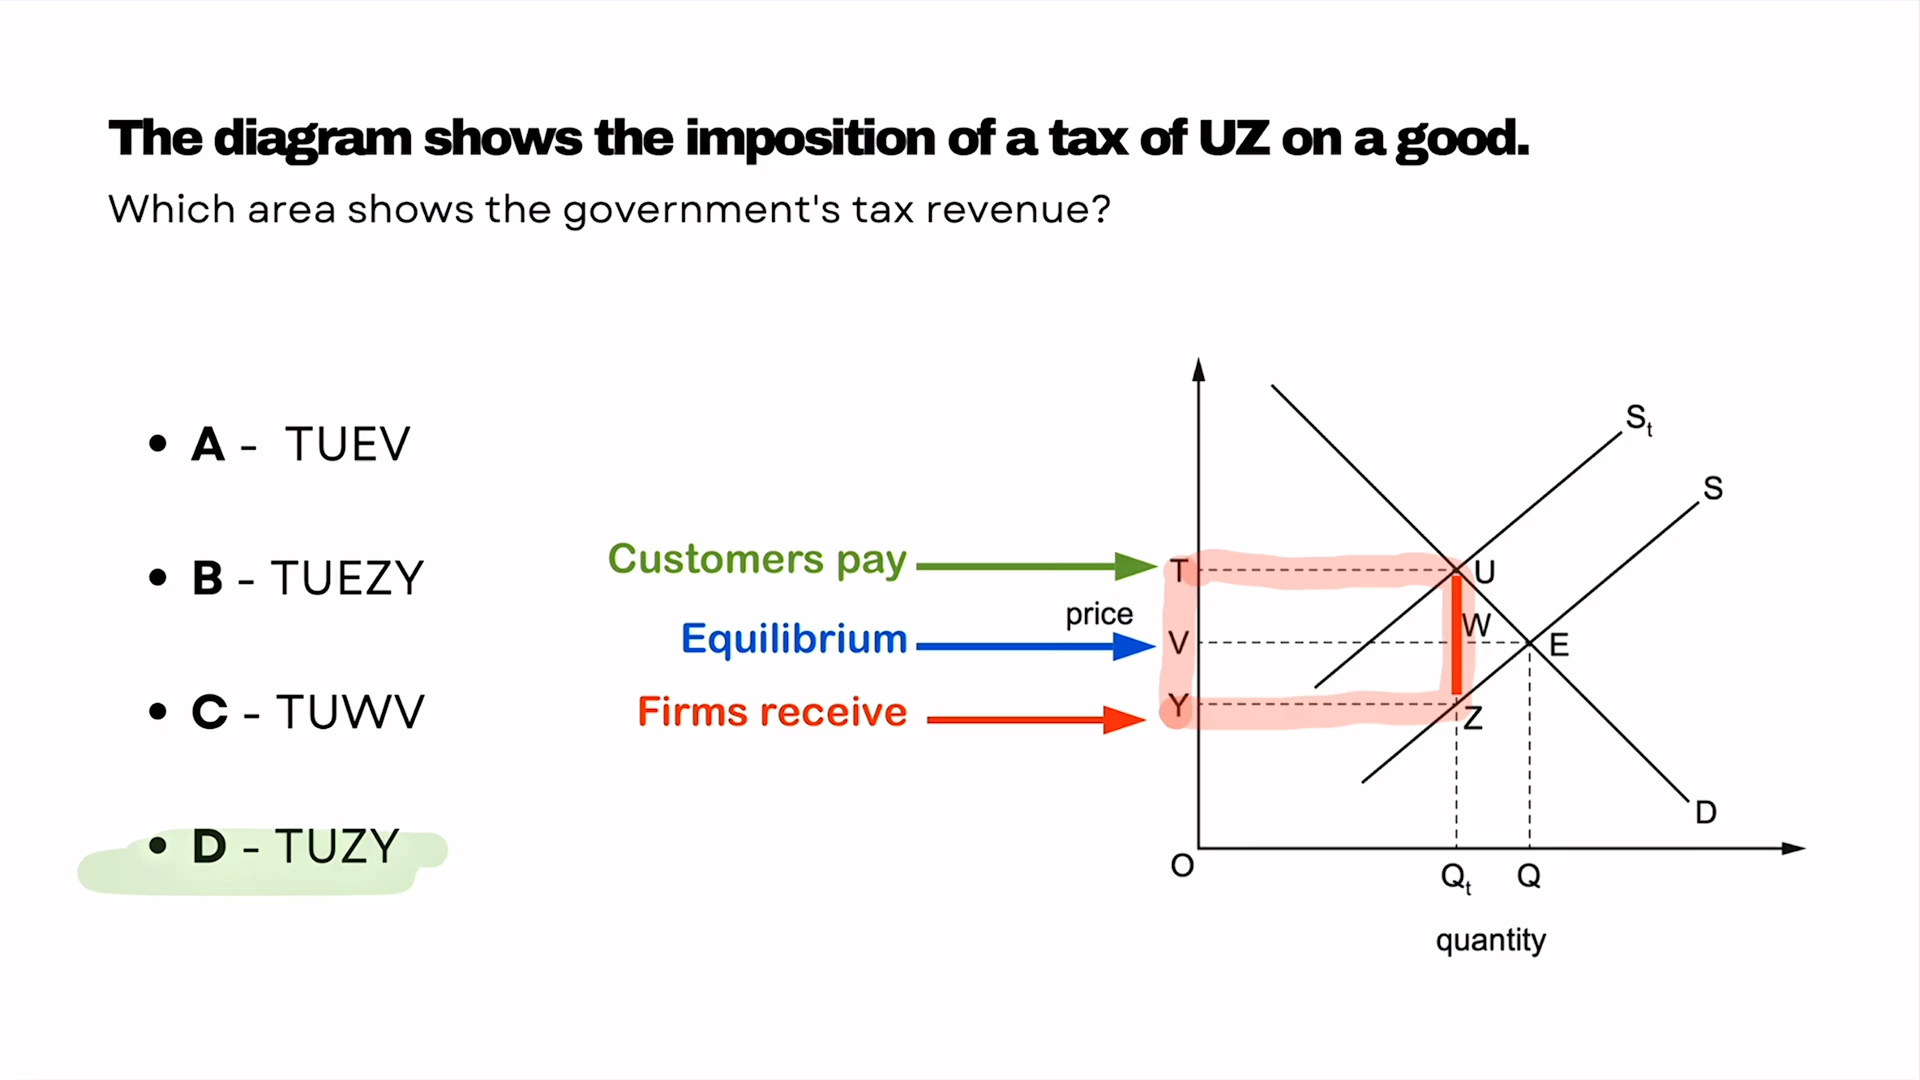 The diagram shows the imposition of a tax of UZ on a good.
Which area shows the government's tax revenue?
• A - TUEV
• B - TUEZY
• C - TUWV
• D - TUZY
Customers pay
Equilibrium
Firms receive
price
T
V
Y
O
U
W
E
Z
St
S
D
Qt
Q
quantity